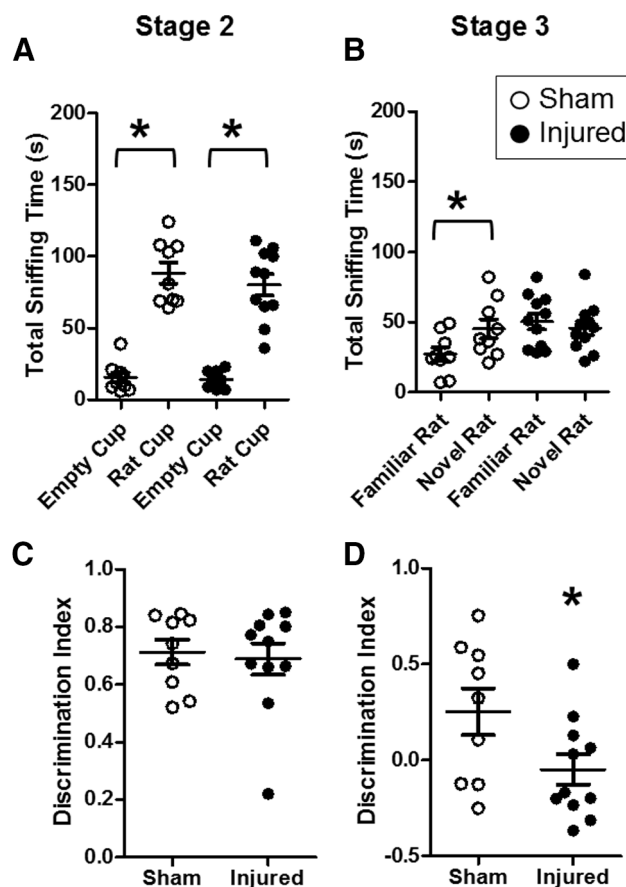 Stage 2
Stage 3
A
B
Sham
Injured
Total Sniffing Time (s)
200
150
100
50
0
*
*
Empty Cup
Rat Cup
Empty Cup
Rat Cup
Total Sniffing Time (s)
200
150
100
50
0
*
Familiar Rat
Novel Rat
Familiar Rat
Novel Rat
C
D
Discrimination Index
1.0
0.8
0.6
0.4
0.2
0.0
Sham
Injured
Discrimination Index
1.0
0.5
0.0
-0.5
*
Sham
Injured